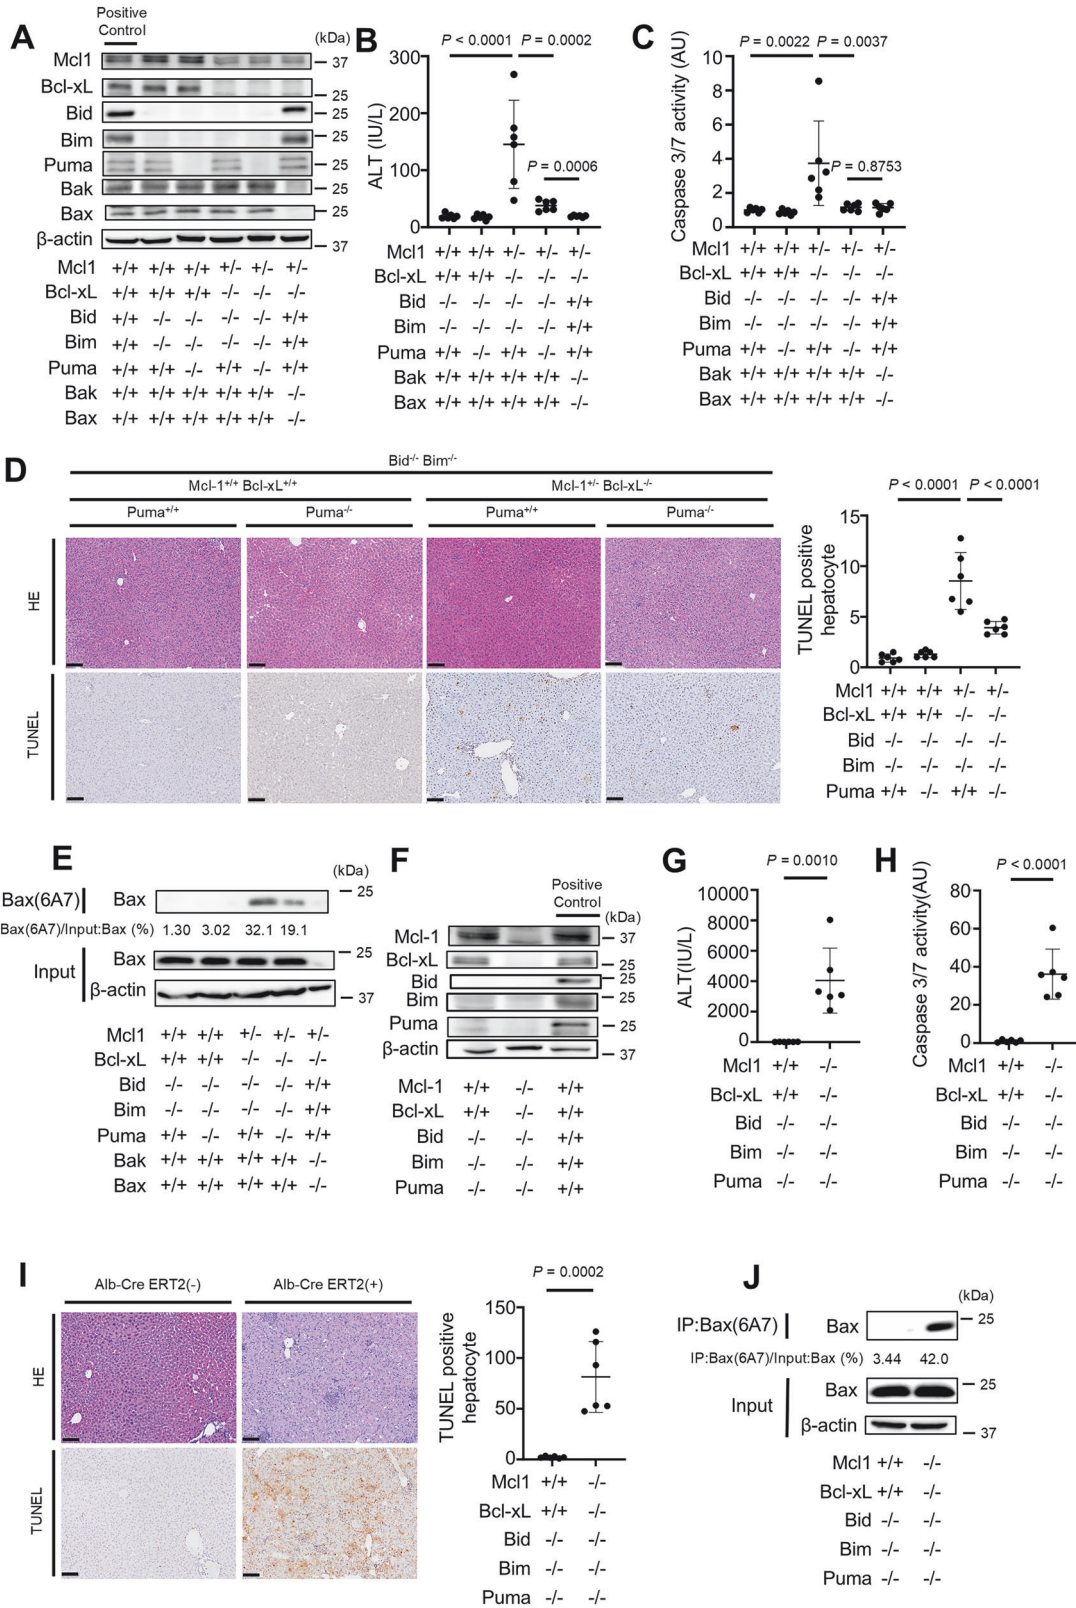 A
Positive
Control
(kDa)
Mcl1
37
Bcl-xL
25
Bid
25
Bim
25
Puma
25
Bak
Bax
25
β-actin
37
Mcl1 +/+ +/+ +/+ +/- +/- +/-
Bcl-xL +/+ +/+ +/+ -/- -/- -/-
Bid +/+ -/- -/- -/- -/- +/+
Bim +/+ -/- -/- -/- -/- +/+
Puma +/+ +/+ -/- +/+ -/- +/+
Bak +/+ +/+ +/+ +/+ +/+ -/-
Bax +/+ +/+ +/+ +/+ +/+ -/-
B
P < 0.0001 P = 0.0002
P = 0.0006
ALT (IU/L)
300
200
100
0
Mcl1 +/+ +/+ +/- +/- +/-
Bcl-xL +/+ +/+ -/- -/- -/-
Bid -/- -/- -/- -/- +/+
Bim -/- -/- -/- -/- +/+
Puma +/+ -/- +/+ -/- +/+
Bak +/+ +/+ +/+ +/+ -/-
Bax +/+ +/+ +/+ +/+ -/-
C
P = 0.0022 P = 0.0037
P = 0.8753
Caspase 3/7 activity (AU)
10
8
6
4
2
0
Mcl1 +/+ +/+ +/- +/- +/-
Bcl-xL +/+ +/+ -/- -/- -/-
Bid -/- -/- -/- -/- +/+
Bim -/- -/- -/- -/- +/+
Puma +/+ -/- +/+ -/- +/+
Bak +/+ +/+ +/+ +/+ -/-
Bax +/+ +/+ +/+ +/+ -/-
D
Bid-/- Bim-/-
Mcl-1+/+ Bcl-xL+/+ Mcl-1+/- Bcl-xL-/-
Puma+/+ Puma-/- Puma+/+ Puma-/-
HE
TUNEL
P < 0.0001 P < 0.0001
TUNEL positive
hepatocyte
15
10
5
0
Mcl1 +/+ +/+ +/- +/-
Bcl-xL +/+ +/+ -/- -/-
Bid -/- -/- -/- -/-
Bim -/- -/- -/- -/-
Puma +/+ -/- +/+ -/-
E
(kDa)
Bax(6A7) Bax
25
Bax(6A7)/Input:Bax (%) 1.30 3.02 32.1 19.1
Input
Bax
25
β-actin
37
Mcl1 +/+ +/+ +/- +/- +/-
Bcl-xL +/+ +/+ -/- -/- -/-
Bid -/- -/- -/- -/- +/+
Bim -/- -/- -/- -/- +/+
Puma +/+ -/- +/+ -/- +/+
Bak +/+ +/+ +/+ +/+ -/-
Bax +/+ +/+ +/+ +/+ -/-
F
Positive
Control
(kDa)
Mcl-1
37
Bcl-xL
25
Bid
25
Bim
25
Puma
25
β-actin
37
Mcl-1 +/+ -/- +/+
Bcl-xL +/+ -/- +/+
Bid -/- -/- +/+
Bim -/- -/- +/+
Puma -/- -/- +/+
G
P = 0.0010
ALT(IU/L)
10000
8000
6000
4000
2000
0
Mcl1 +/+ -/-
Bcl-xL +/+ -/-
Bid -/- -/-
Bim -/- -/-
Puma -/- -/-
H
P < 0.0001
Caspase 3/7 activity(AU)
80
60
40
20
0
Mcl1 +/+ -/-
Bcl-xL +/+ -/-
Bid -/- -/-
Bim -/- -/-
Puma -/- -/-
I
Alb-Cre ERT2(-) Alb-Cre ERT2(+)
HE
TUNEL
P = 0.0002
TUNEL positive
hepatocyte
150
100
50
0
Mcl1 +/+ -/-
Bcl-xL +/+ -/-
Bid -/- -/-
Bim -/- -/-
Puma -/- -/-
J
(kDa)
IP:Bax(6A7) Bax
25
IP:Bax(6A7)/Input:Bax (%) 3.44 42.0
Input
Bax
25
β-actin
37
Mcl1 +/+ -/-
Bcl-xL +/+ -/-
Bid -/- -/-
Bim -/- -/-
Puma -/- -/-